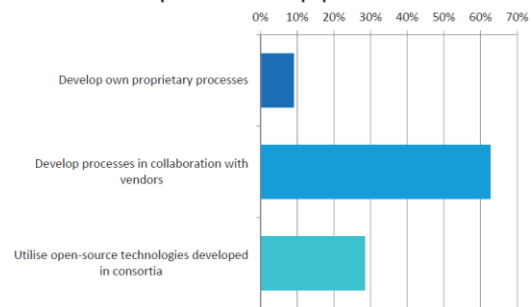 0% 10% 20% 30% 40% 50% 60% 70%
Develop own proprietary processes
Develop processes in collaboration with
vendors
Utilise open-source technologies developed
in consortia